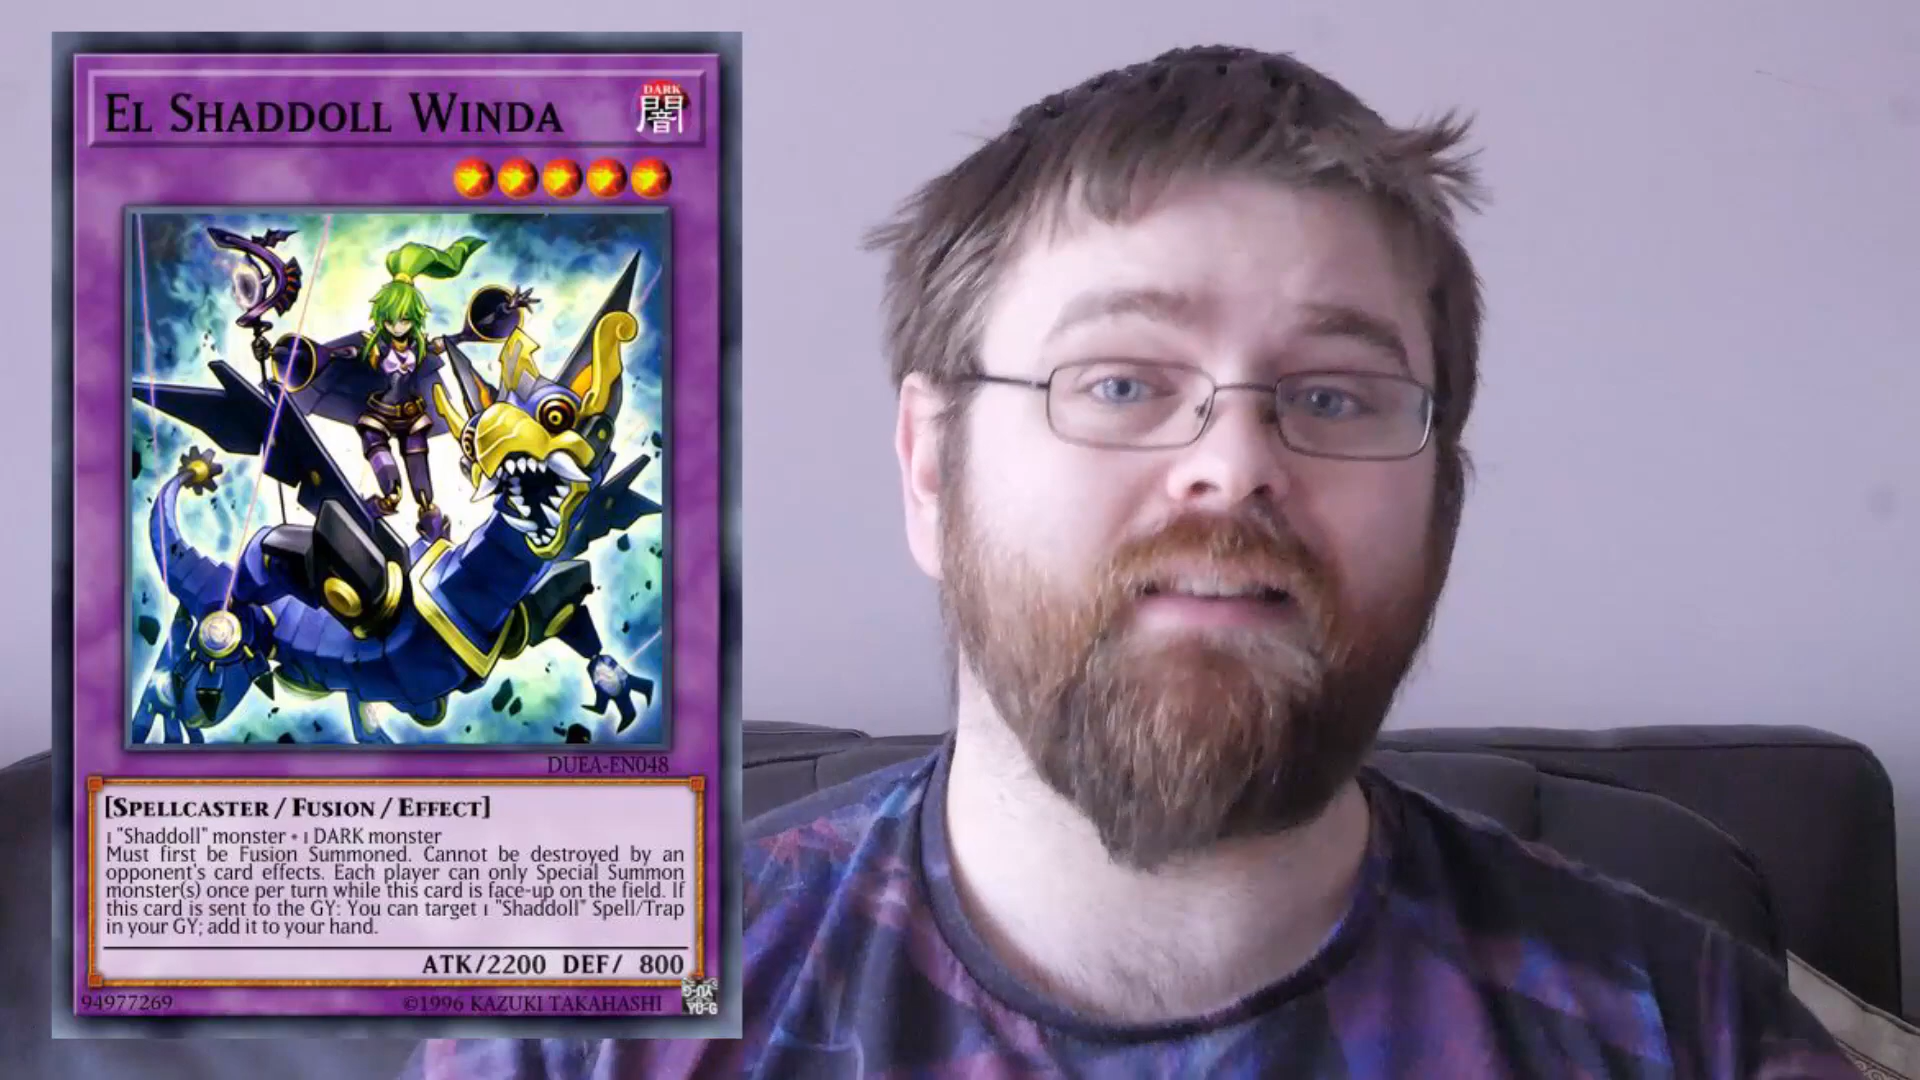 EL SHADDOLL WINDA
DARK
闇
DUEA-EN048
[SPELLCASTER / FUSION / EFFECT]
1 "Shaddoll" monster + 1 DARK monster
Must first be Fusion Summoned. Cannot be destroyed by an
opponent's card effects. Each player can only Special Summon
monster(s) once per turn while this card is face-up on the field. If
this card is sent to the GY: You can target 1 "Shaddoll" Spell/Trap
in your GY; add it to your hand.
ATK/2200 DEF/ 800
94977269
©1996 KAZUKI TAKAHASHI